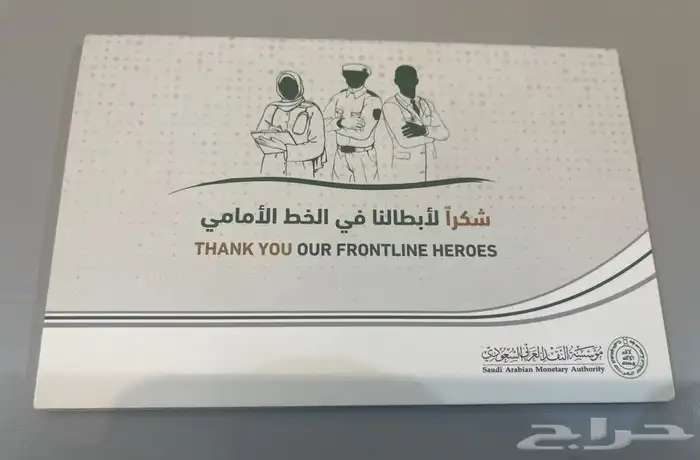 شكراً لأبطالنا في الخط الأمامي
THANK YOU OUR FRONTLINE HEROES
مؤسسة النقد العربي السعودي
Saudi Arabian Monetary Authority
حراج